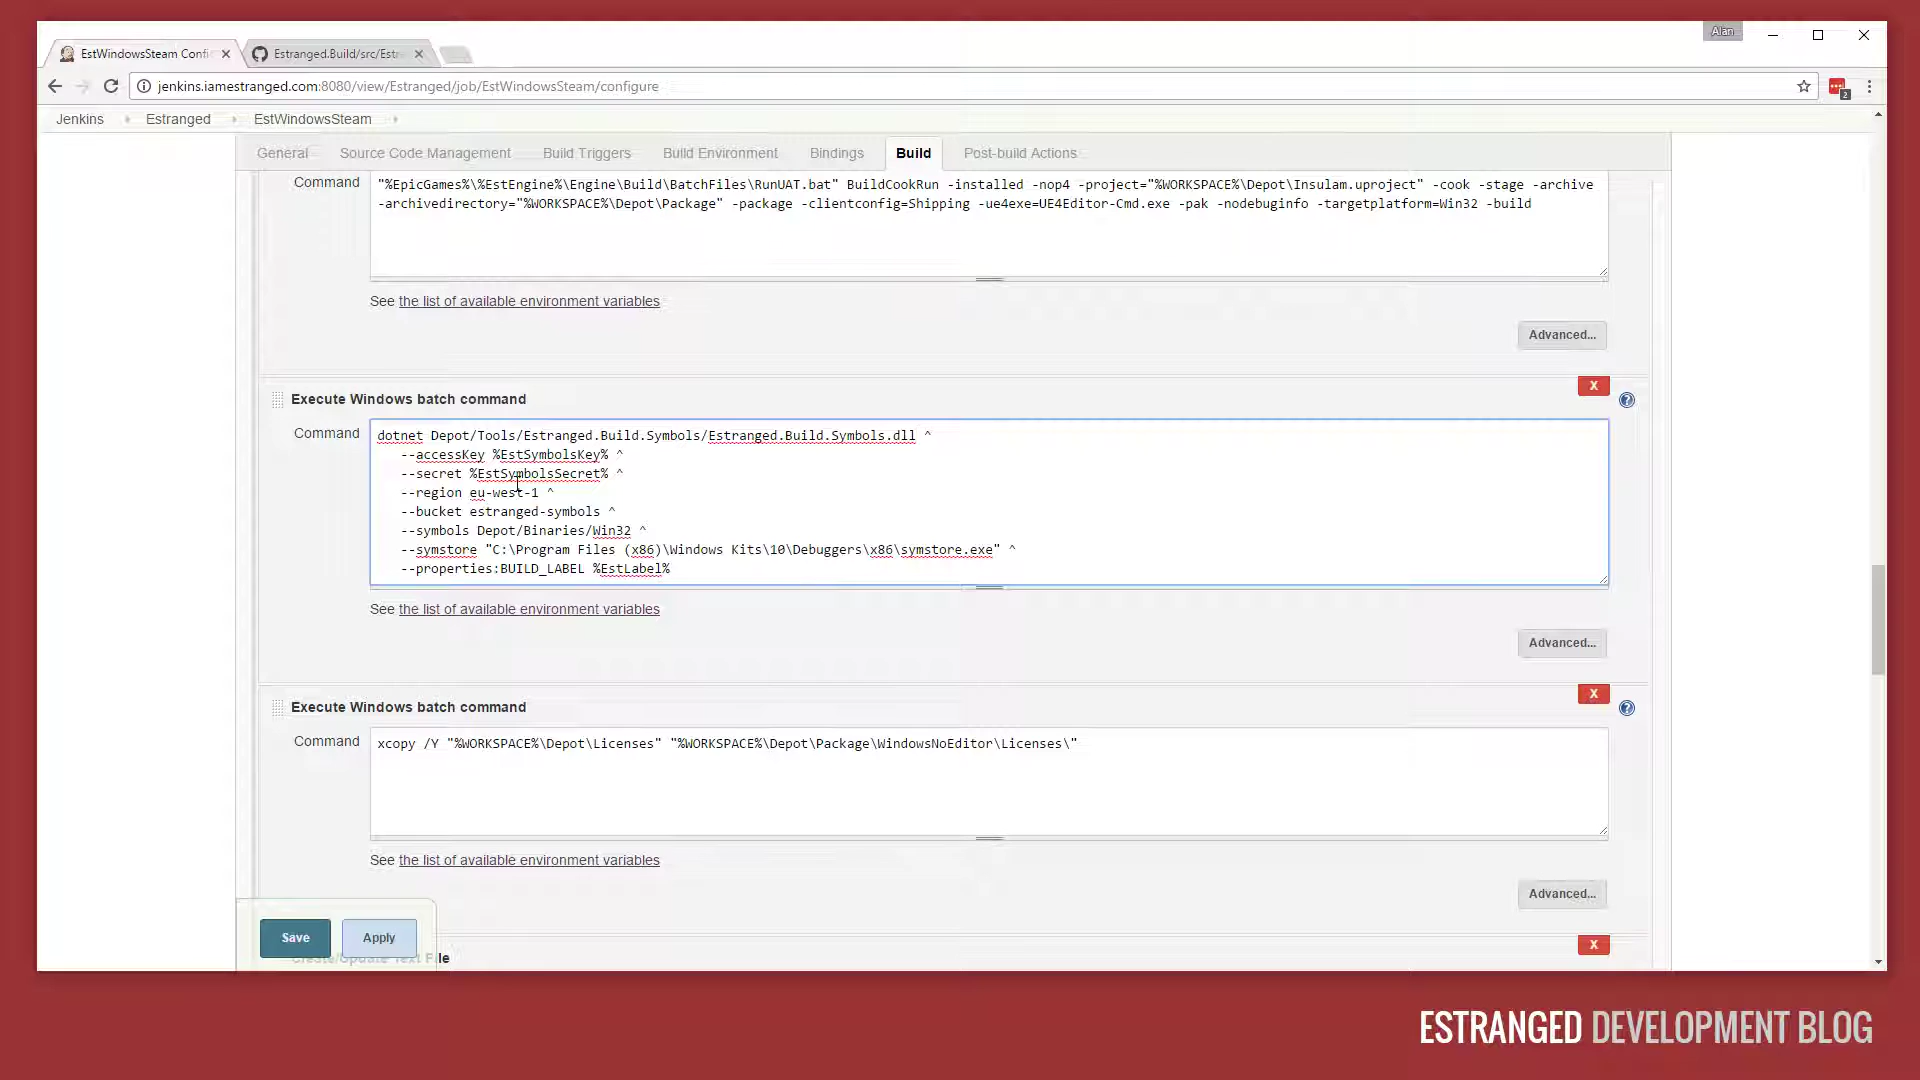 Alan
EstWindowsSteam Confi
Estranged.Build/src/Estr
jenkins.iamestranged.com:8080/view/Estranged/job/EstWindowsSteam/configure
2
Jenkins Estranged EstWindowsSteam
General Source Code Management Build Triggers Build Environment Bindings Build Post-build Actions
Command
"%EpicGames%\%EstEngine%\Engine\Build\BatchFiles\RunUAT.bat" BuildCookRun -installed -nop4 -project="%WORKSPACE%\Depot\Insulam.uproject" -cook -stage -archive
-archivedirectory="%WORKSPACE%\Depot\Package" -package -clientconfig=Shipping -ue4exe=UE4Editor-Cmd.exe -pak -nodebuginfo -targetplatform=Win32 -build
See the list of available environment variables
Advanced...
X
Execute Windows batch command
?
Command
dotnet Depot/Tools/Estranged.Build.Symbols/Estranged.Build.Symbols.dll ^
--accessKey %EstSymbolsKey% ^
--secret %EstSymbolsSecret% ^
--region eu-west-1 ^
--bucket estranged-symbols ^
--symbols Depot/Binaries/Win32 ^
--symstore "C:\Program Files (x86)\Windows Kits\10\Debuggers\x86\symstore.exe" ^
--properties:BUILD_LABEL %EstLabel%
See the list of available environment variables
Advanced...
X
Execute Windows batch command
?
Command
xcopy /Y "%WORKSPACE%\Depot\Licenses" "%WORKSPACE%\Depot\Package\WindowsNoEditor\Licenses\"
See the list of available environment variables
Advanced...
Save Apply
X
Create/Update Text File
ESTRANGED DEVELOPMENT BLOG